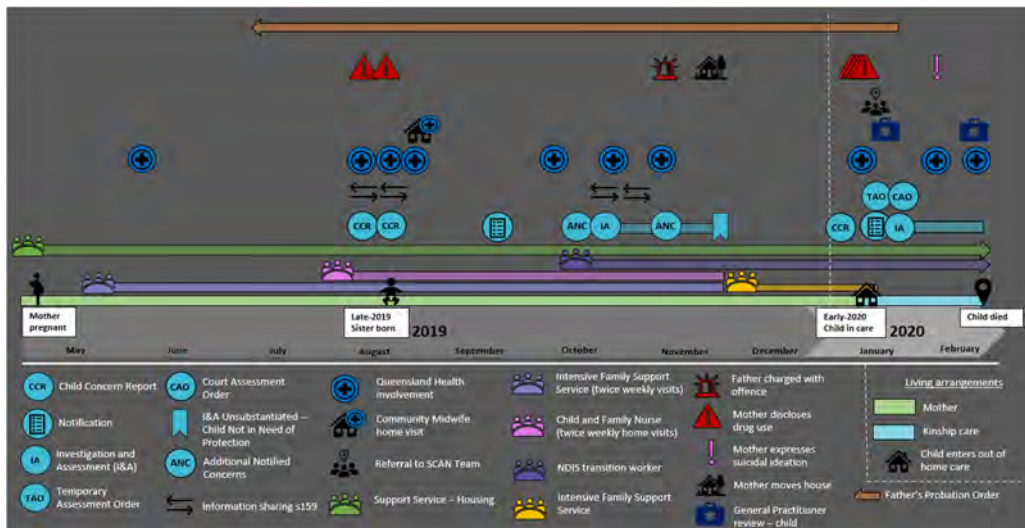 CCR
CCR
ANC
IA
ANC
TAO
CAO
CCR
IA
Mother
pregnant
Late-2019
Sister born
2019
Early-2020
Child in care
2020
Child died
May
June
July
August
September
October
November
December
January
February
CCR
Child Concern Report
Notification
IA
Investigation and
Assessment (I&A)
TAO
Temporary
Assessment Order
CAO
Court Assessment
Order
I&A Unsubstantiated –
Child Not in Need of
Protection
ANC
Additional Notified
Concerns
Information sharing s159
Queensland Health
involvement
Community Midwife
home visit
Referral to SCAN Team
Support Service – Housing
Intensive Family Support
Service (twice weekly visits)
Child and Family Nurse
(twice weekly home visits)
NDIS transition worker
Intensive Family Support
Service
Father charged with
offence
Mother discloses
drug use
Mother expresses
suicidal ideation
Mother moves house
General Practitioner
review – child
Living arrangements
Mother
Kinship care
Child enters out of
home care
Father's Probation Order